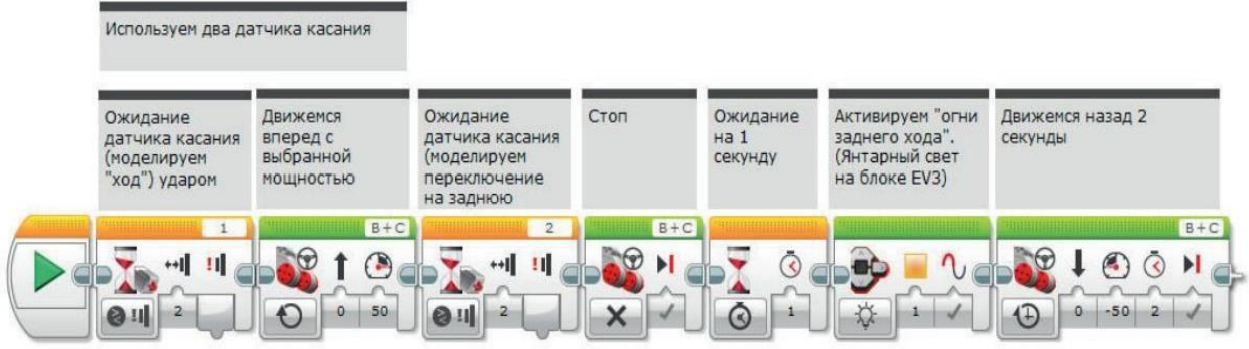 Используем два датчика касания
Ожидание
датчика касания
(моделируем
"ход") ударом
Движемся
вперед с
выбранной
мощностью
Ожидание
датчика касания
(моделируем
переключение
на заднюю
Стоп
Ожидание
на 1
секунду
Активируем "огни
заднего хода".
(Янтарный свет
на блоке EV3)
Движемся назад 2
секунды
1
B+C
2
B+C
B+C
2
0 50
2
1
1
0 -50 2